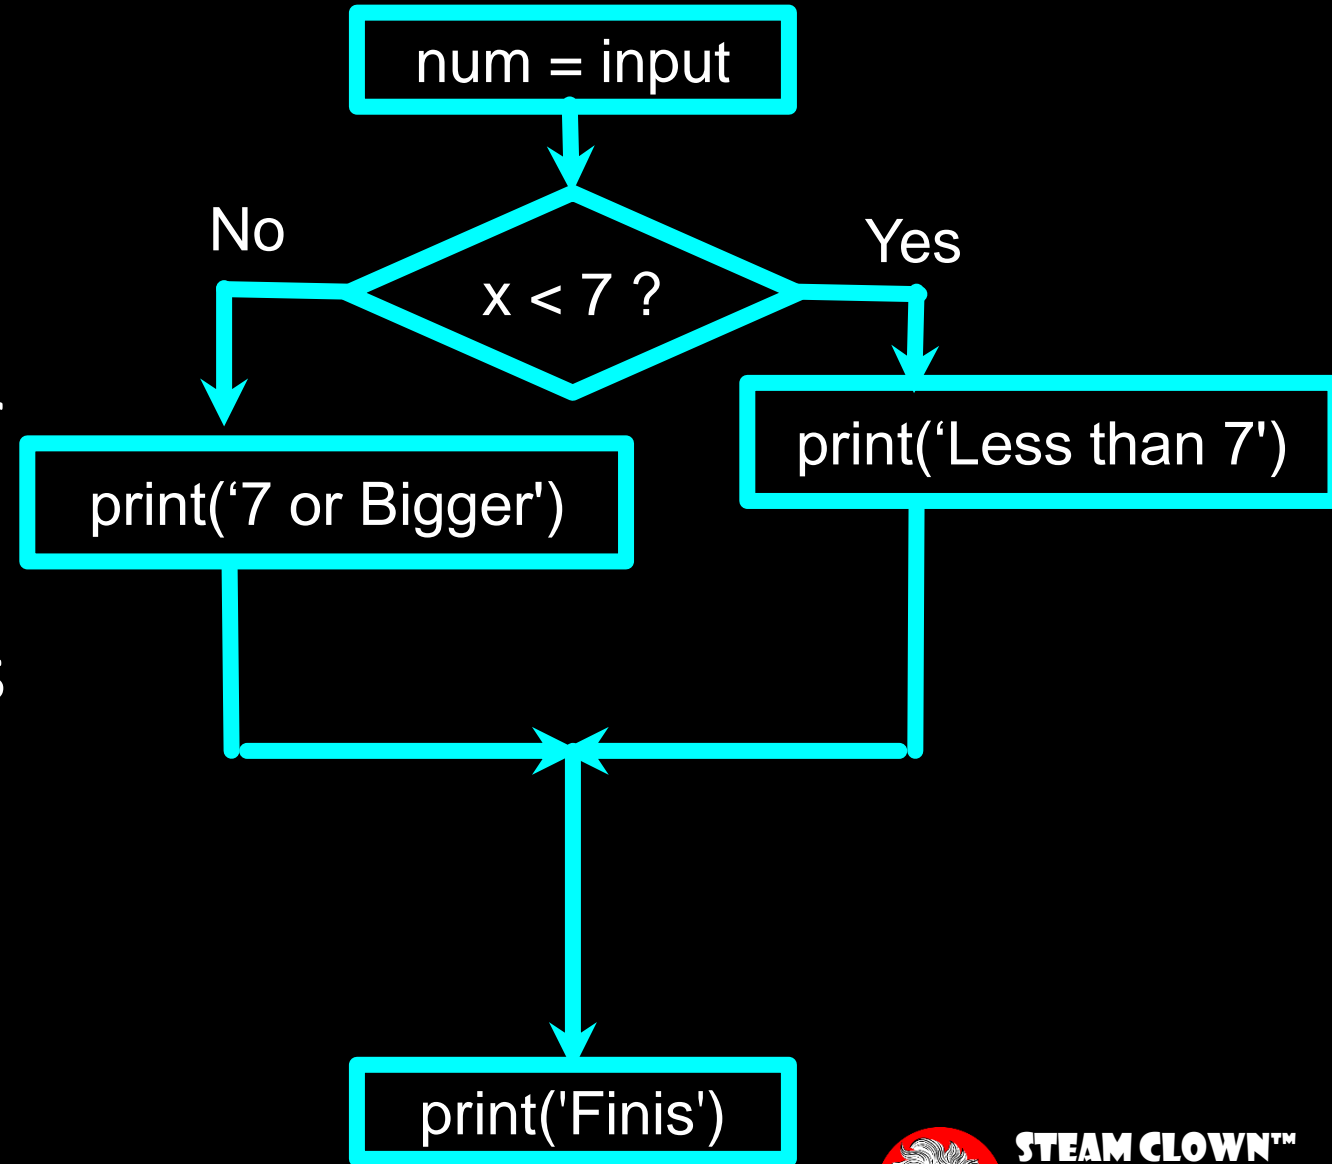 num = input
No
Yes
x < 7 ?
print(‘Less than 7')
print(‘7 or Bigger')
print('Finis')
STEAM CLOWN™